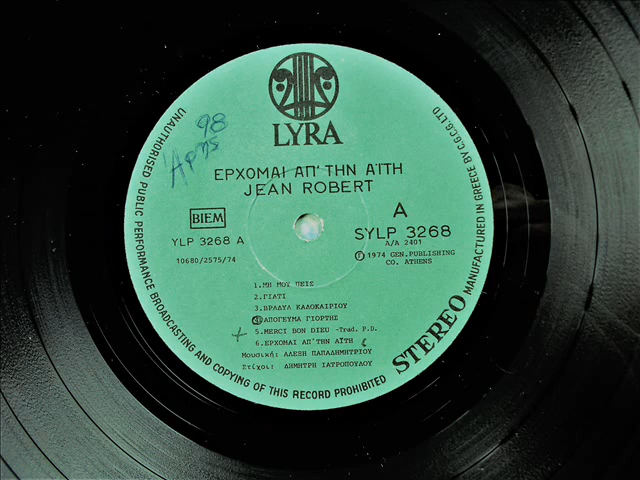 LYRA
98
Άρης
ΕΡΧΟΜΑΙ ΑΠ' ΤΗΝ ΑΪΤΗ
JEAN ROBERT
BIEM
A
YLP 3268 A
SYLP 3268
Λ/Α 2401
10680/2575/74
℗ 1974 GEN.PUBLISHING
CO. ATHENS
1.ΜΗ ΜΟΥ ΠΕΙΣ
2.ΓΙΑΤΙ
3.ΒΡΑΔΥΑ ΚΑΛΟΚΑΙΡΙΟΥ
4.ΑΠΟΓΕΥΜΑ ΓΙΟΡΤΗΣ
5.MERCI BON DIEU -Trad. P.D.
6.ΕΡΧΟΜΑΙ ΑΠ' ΤΗΝ ΑΪΤΗ
Μουσική: ΑΛΕΞΗ ΠΑΠΑΔΗΜΗΤΡΙΟΥ
Στίχοι: ΔΗΜΗΤΡΗ ΙΑΤΡΟΠΟΥΛΟΥ
STEREO
MANUFACTURED IN GREECE BY C.G.C.G. LTD
UNAUTHORISED PUBLIC PERFORMANCE BROADCASTING AND COPYING OF THIS RECORD PROHIBITED